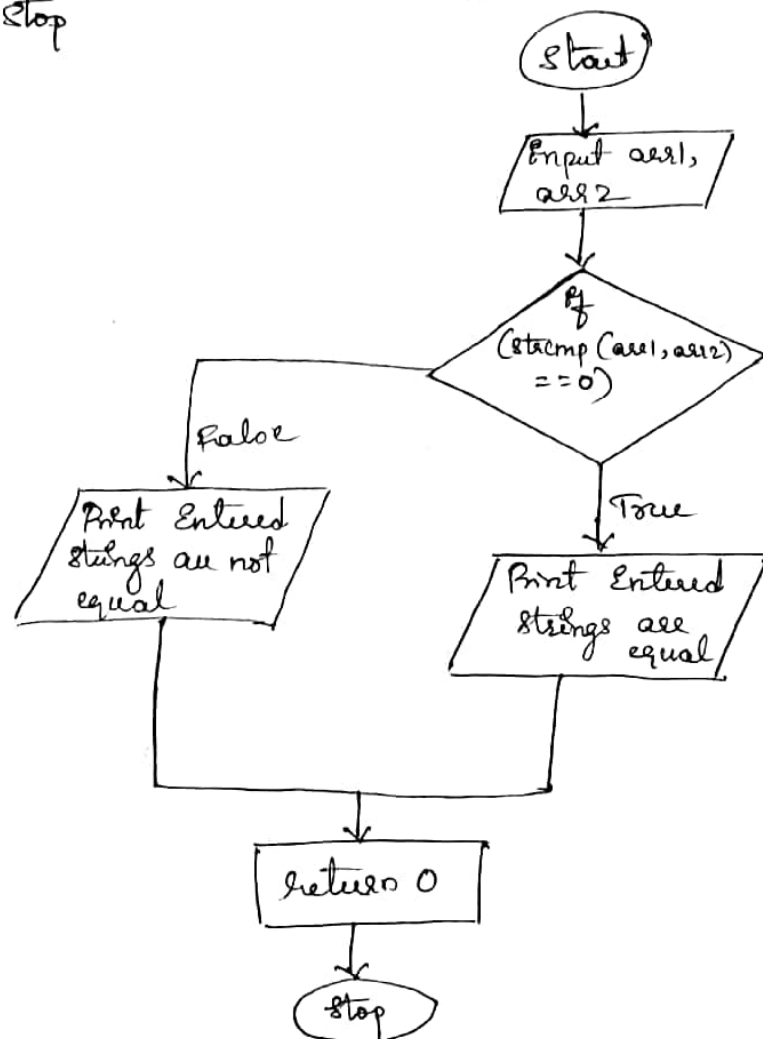 Stop
Start
Input arr1,
arr2
If
(strcmp(arr1, arr2)
==0)
False
True
Print Entered
strings are not
equal
Print Entered
strings are
equal
return 0
Stop